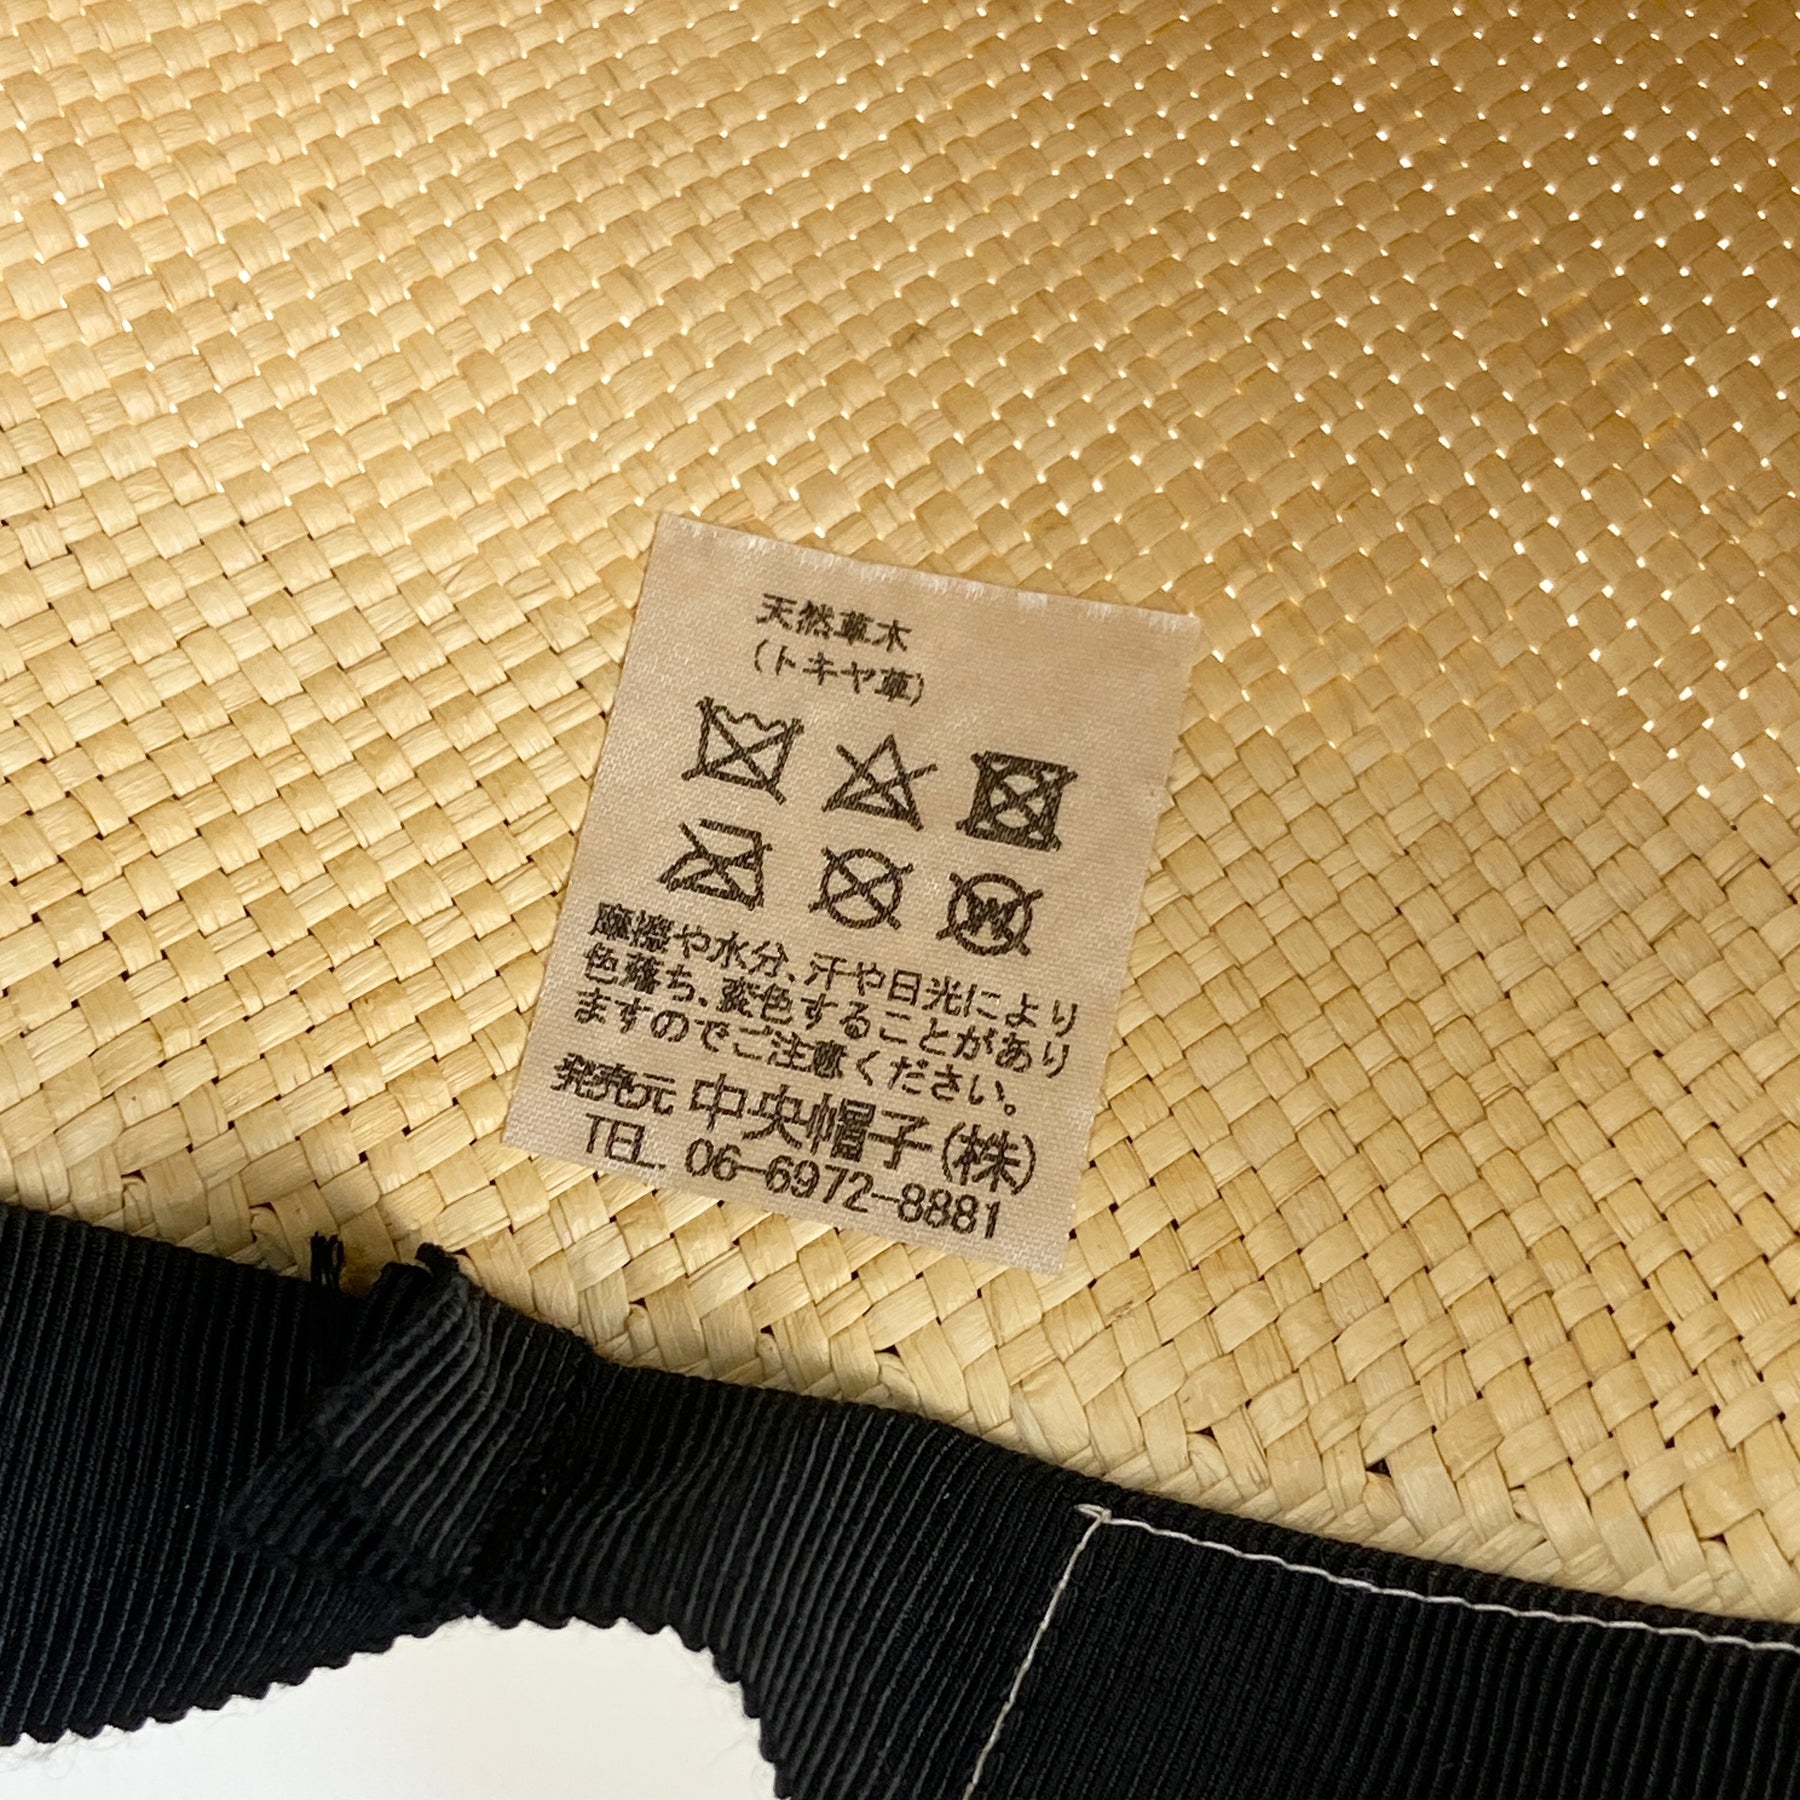 天然草木
(トキヤ草)
W
摩擦や水分、汗や日光により
色落ち、変色することがあり
ますのでご注意ください。
発売元 中央帽子(株)
TEL. 06-6972-8881